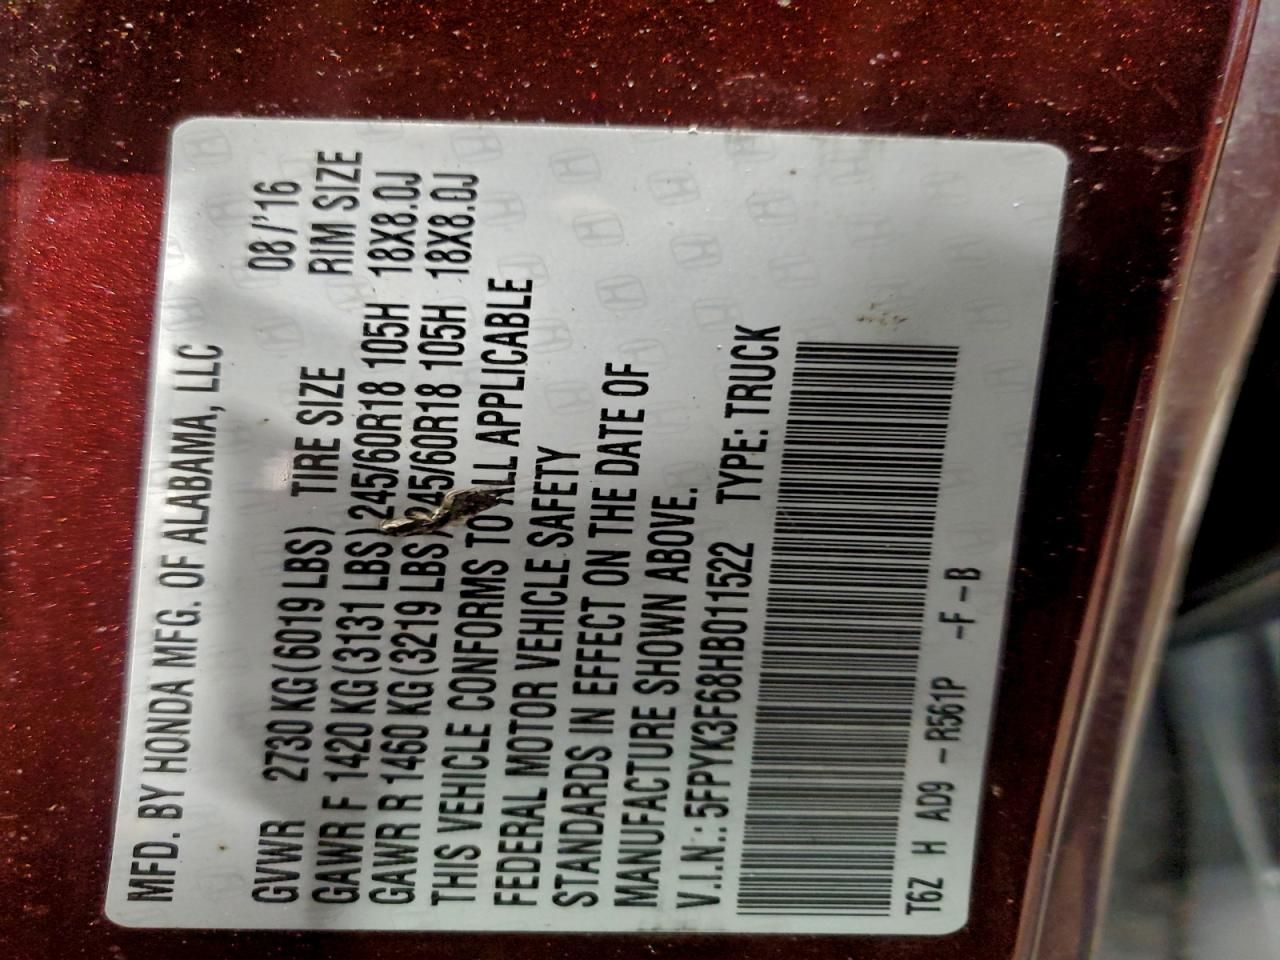 MFD. BY HONDA MFG. OF ALABAMA, LLC
08/'16
GVWR 2730 KG(6019 LBS) TIRE SIZE RIM SIZE
GAWR F 1420 KG(3131 LBS) 245/60R18 105H 18X8.0J
GAWR R 1460 KG(3219 LBS) 245/60R18 105H 18X8.0J
THIS VEHICLE CONFORMS TO ALL APPLICABLE
FEDERAL MOTOR VEHICLE SAFETY
STANDARDS IN EFFECT ON THE DATE OF
MANUFACTURE SHOWN ABOVE.
V.I.N.: 5FPYK3F68HB011522 TYPE: TRUCK
T6Z H AD9 -R561P -F -B